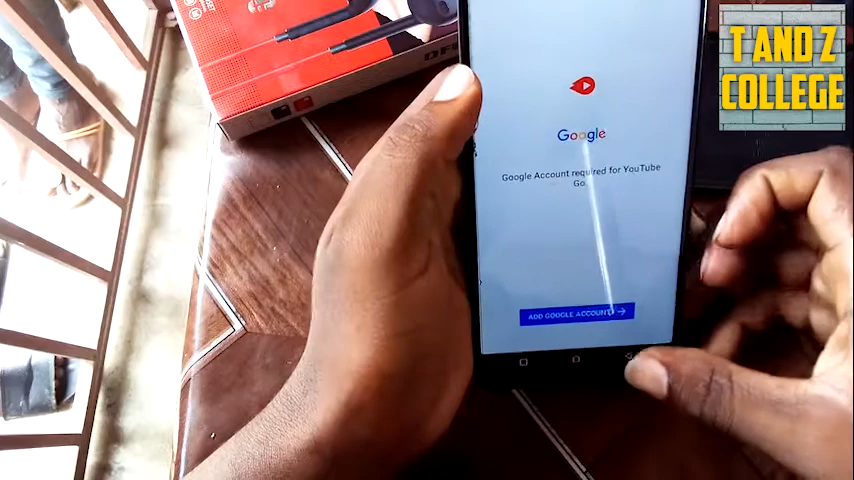 T AND Z
COLLEGE
Google
Google Account required for YouTube
Go.
ADD GOOGLE ACCOUNT